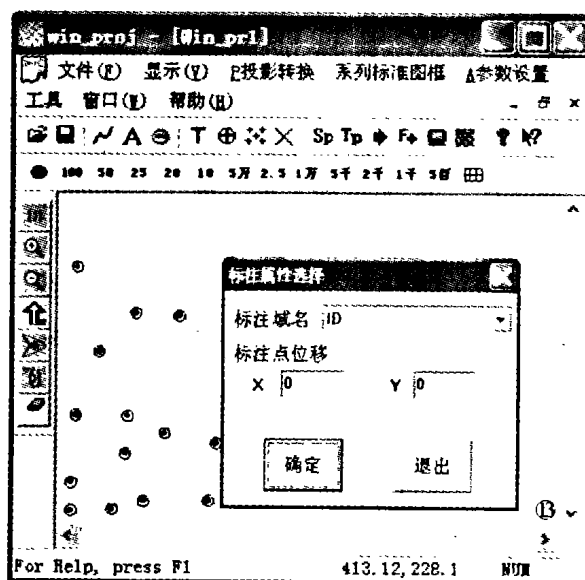 win_proj - [Win_prl]
文件(F) 显示(V) P投影转换 系列标准图框 A参数设置
工具 窗口(W) 帮助(H)
A T Sp Tp F+ ? K?
100 50 25 20 10 5万 2.5 1万 5千 2千 1千 5百
标注属性选择
标注域名 ID
标注点位移
X 0 Y 0
确定 退出
For Help, press F1 413.12,228.1 NUM